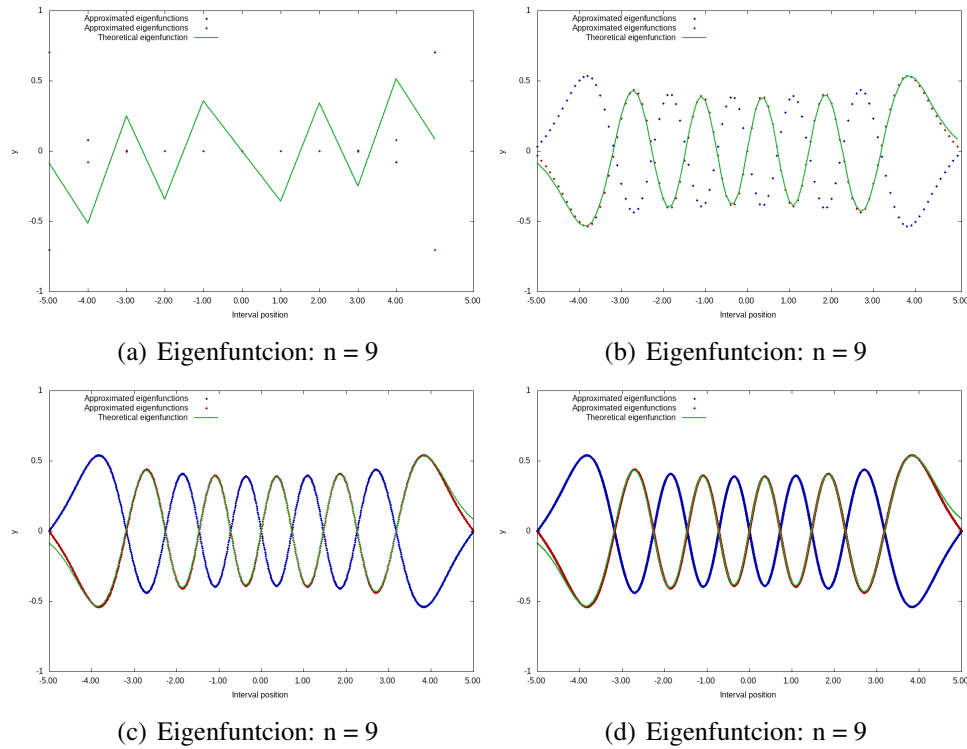 1
Approximated eigenfunctions
Approximated eigenfunctions
Theoretical eigenfunction
0.5
y
0
-0.5
-1
-5.00 -4.00 -3.00 -2.00 -1.00 0.00 1.00 2.00 3.00 4.00 5.00
Interval position
(a) Eigenfuntcion: n = 9
1
Approximated eigenfunctions
Approximated eigenfunctions
Theoretical eigenfunction
0.5
y
0
-0.5
-1
-5.00 -4.00 -3.00 -2.00 -1.00 0.00 1.00 2.00 3.00 4.00 5.00
Interval position
(b) Eigenfuntcion: n = 9
1
Approximated eigenfunctions
Approximated eigenfunctions
Theoretical eigenfunction
0.5
y
0
-0.5
-1
-5.00 -4.00 -3.00 -2.00 -1.00 0.00 1.00 2.00 3.00 4.00 5.00
Interval position
(c) Eigenfuntcion: n = 9
1
Approximated eigenfunctions
Approximated eigenfunctions
Theoretical eigenfunction
0.5
y
0
-0.5
-1
-5.00 -4.00 -3.00 -2.00 -1.00 0.00 1.00 2.00 3.00 4.00 5.00
Interval position
(d) Eigenfuntcion: n = 9